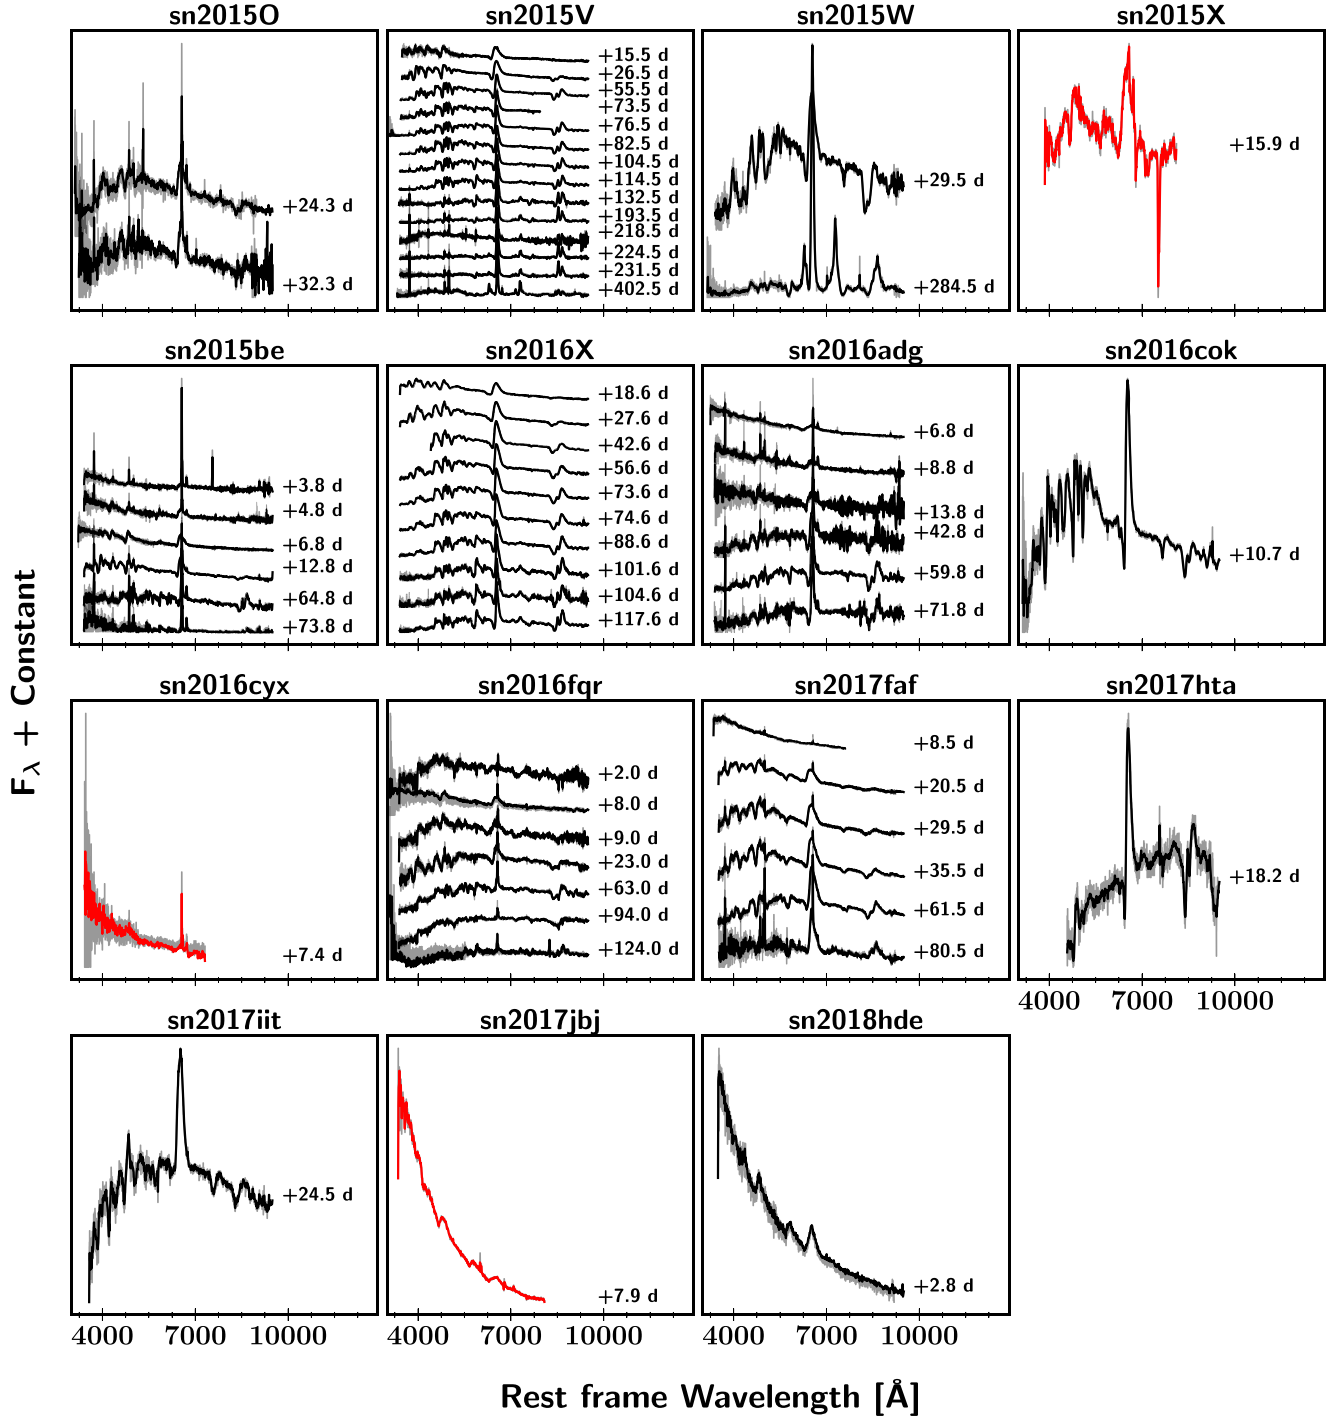 sn2015O
sn2015V
sn2015W
sn2015X
+24.3 d
+32.3 d
+15.5 d
+26.5 d
+55.5 d
+73.5 d
+76.5 d
+82.5 d
+104.5 d
+114.5 d
+132.5 d
+193.5 d
+218.5 d
+224.5 d
+231.5 d
+402.5 d
+29.5 d
+284.5 d
+15.9 d
sn2015be
sn2016X
sn2016adg
sn2016cok
+3.8 d
+4.8 d
+6.8 d
+12.8 d
+64.8 d
+73.8 d
+18.6 d
+27.6 d
+42.6 d
+56.6 d
+73.6 d
+74.6 d
+88.6 d
+101.6 d
+104.6 d
+117.6 d
+6.8 d
+8.8 d
+13.8 d
+42.8 d
+59.8 d
+71.8 d
+10.7 d
sn2016cyx
sn2016fqr
sn2017faf
sn2017hta
+7.4 d
+2.0 d
+8.0 d
+9.0 d
+23.0 d
+63.0 d
+94.0 d
+124.0 d
+8.5 d
+20.5 d
+29.5 d
+35.5 d
+61.5 d
+80.5 d
+18.2 d
4000 7000 10000
sn2017iit
sn2017jbj
sn2018hde
+24.5 d
+7.9 d
+2.8 d
4000 7000 10000
4000 7000 10000
4000 7000 10000
F_λ + Constant
Rest frame Wavelength [Å]